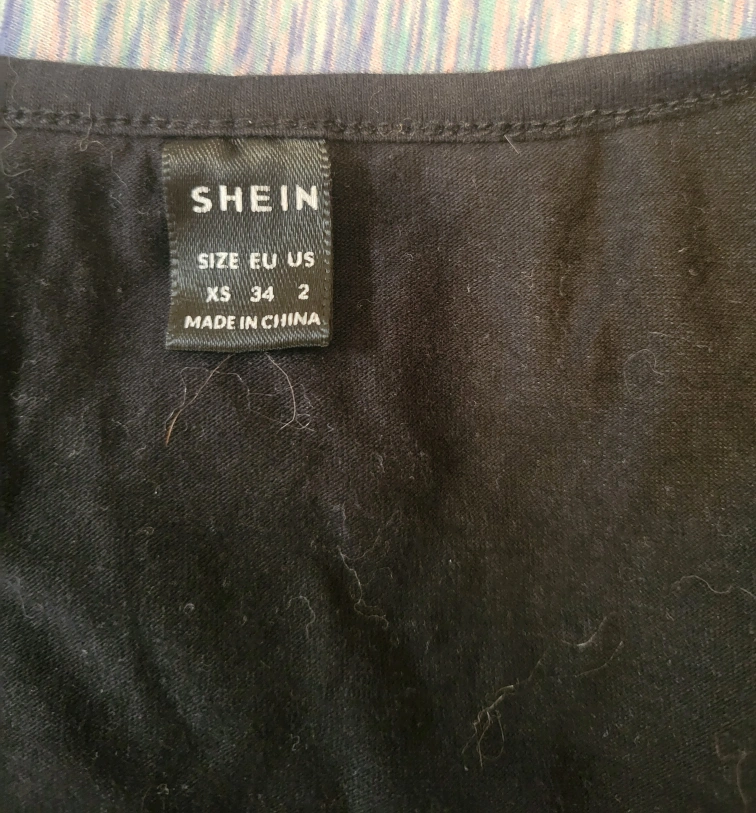 SHEIN
SIZE EU US
XS 34 2
MADE IN CHINA